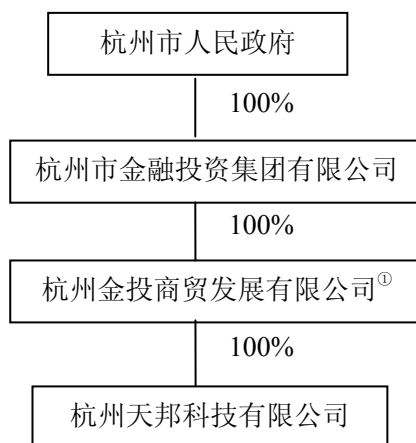 杭州市人民政府
100%
杭州市金融投资集团有限公司
100%
杭州金投商贸发展有限公司①
100%
杭州天邦科技有限公司